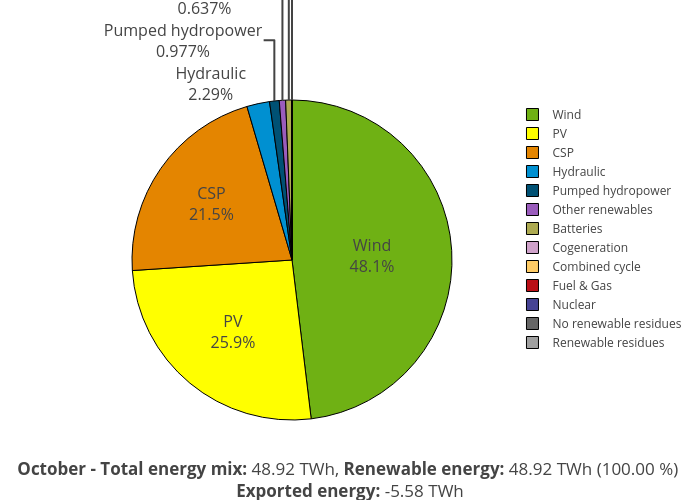 0.637%
Pumped hydropower
0.977%
Hydraulic
2.29%
CSP
21.5%
Wind
48.1%
PV
25.9%
Wind
PV
CSP
Hydraulic
Pumped hydropower
Other renewables
Batteries
Cogeneration
Combined cycle
Fuel & Gas
Nuclear
No renewable residues
Renewable residues
October - Total energy mix: 48.92 TWh, Renewable energy: 48.92 TWh (100.00 %)
Exported energy: -5.58 TWh